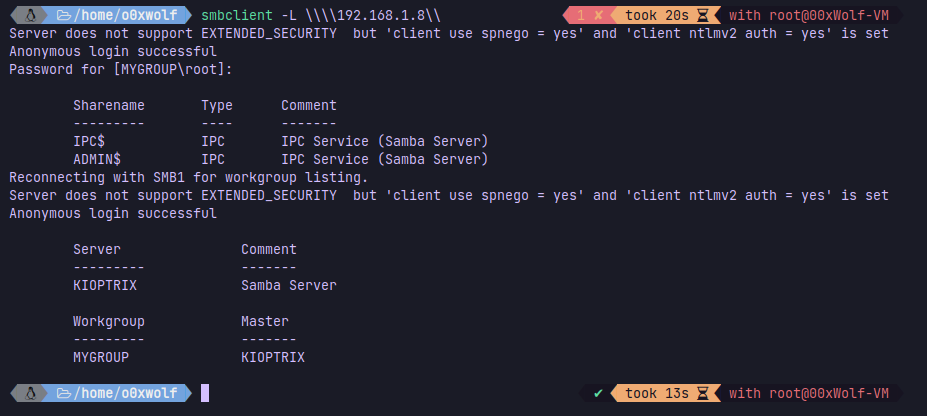 /home/o0xwolf smbclient -L \\\\192.168.1.8\\ 1 ✘ took 20s with root@00xWolf-VM
Server does not support EXTENDED_SECURITY  but 'client use spnego = yes' and 'client ntlmv2 auth = yes' is set
Anonymous login successful
Password for [MYGROUP\root]:
Sharename       Type      Comment
---------       ----      -------
IPC$            IPC       IPC Service (Samba Server)
ADMIN$          IPC       IPC Service (Samba Server)
Reconnecting with SMB1 for workgroup listing.
Server does not support EXTENDED_SECURITY  but 'client use spnego = yes' and 'client ntlmv2 auth = yes' is set
Anonymous login successful
Server               Comment
---------            -------
KIOPTRIX             Samba Server
Workgroup            Master
---------            -------
MYGROUP              KIOPTRIX
/home/o0xwolf ✔ took 13s with root@00xWolf-VM